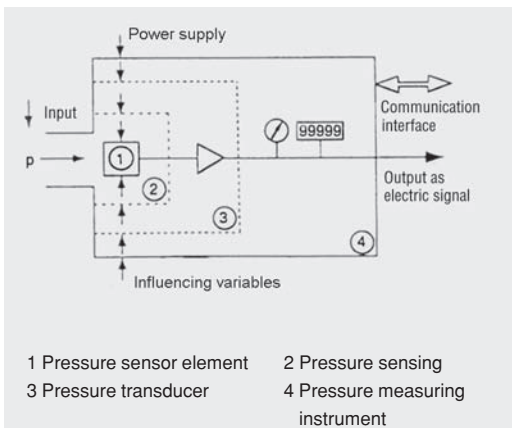 Power supply
Input
Communication
interface
99999
p
1
Output as
electric signal
2
3
4
Influencing variables
1 Pressure sensor element
2 Pressure sensing
3 Pressure transducer
4 Pressure measuring
instrument